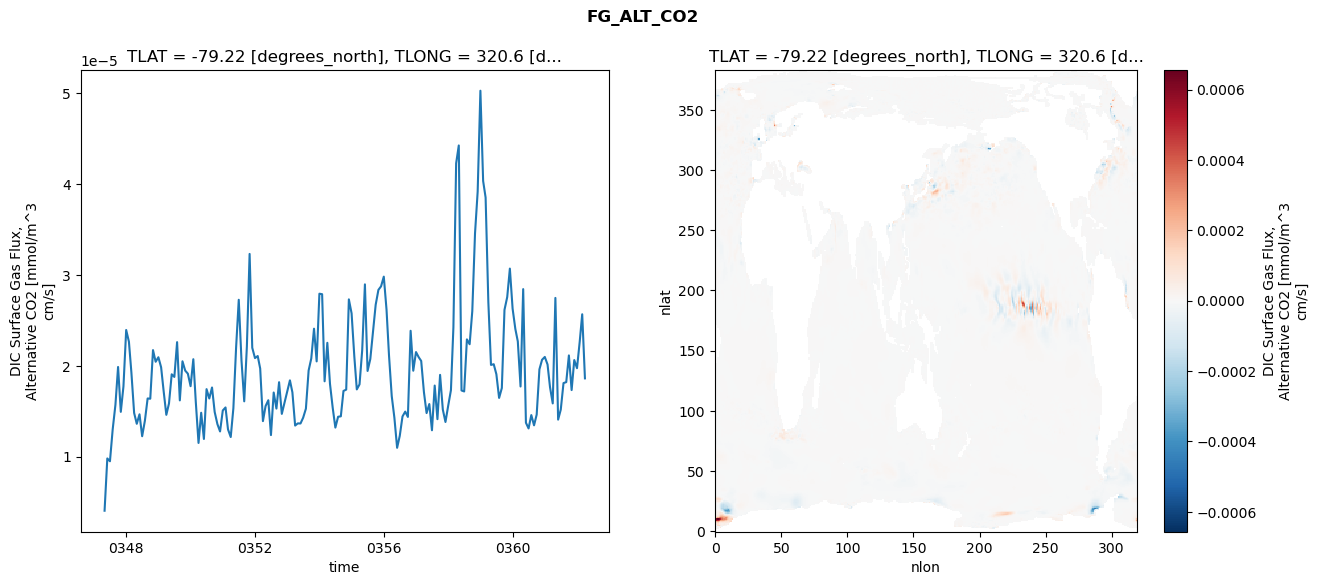 FG_ALT_CO2
TLAT = -79.22 [degrees_north], TLONG = 320.6 [d...
1e−5
5
4
3
2
1
DIC Surface Gas Flux,
Alternative CO2 [mmol/m^3
cm/s]
0348
0352
0356
0360
time
TLAT = -79.22 [degrees_north], TLONG = 320.6 [d...
350
300
250
200
150
100
50
0
nlat
0
50
100
150
200
250
300
nlon
0.0006
0.0004
0.0002
0.0000
−0.0002
−0.0004
−0.0006
DIC Surface Gas Flux,
Alternative CO2 [mmol/m^3
cm/s]